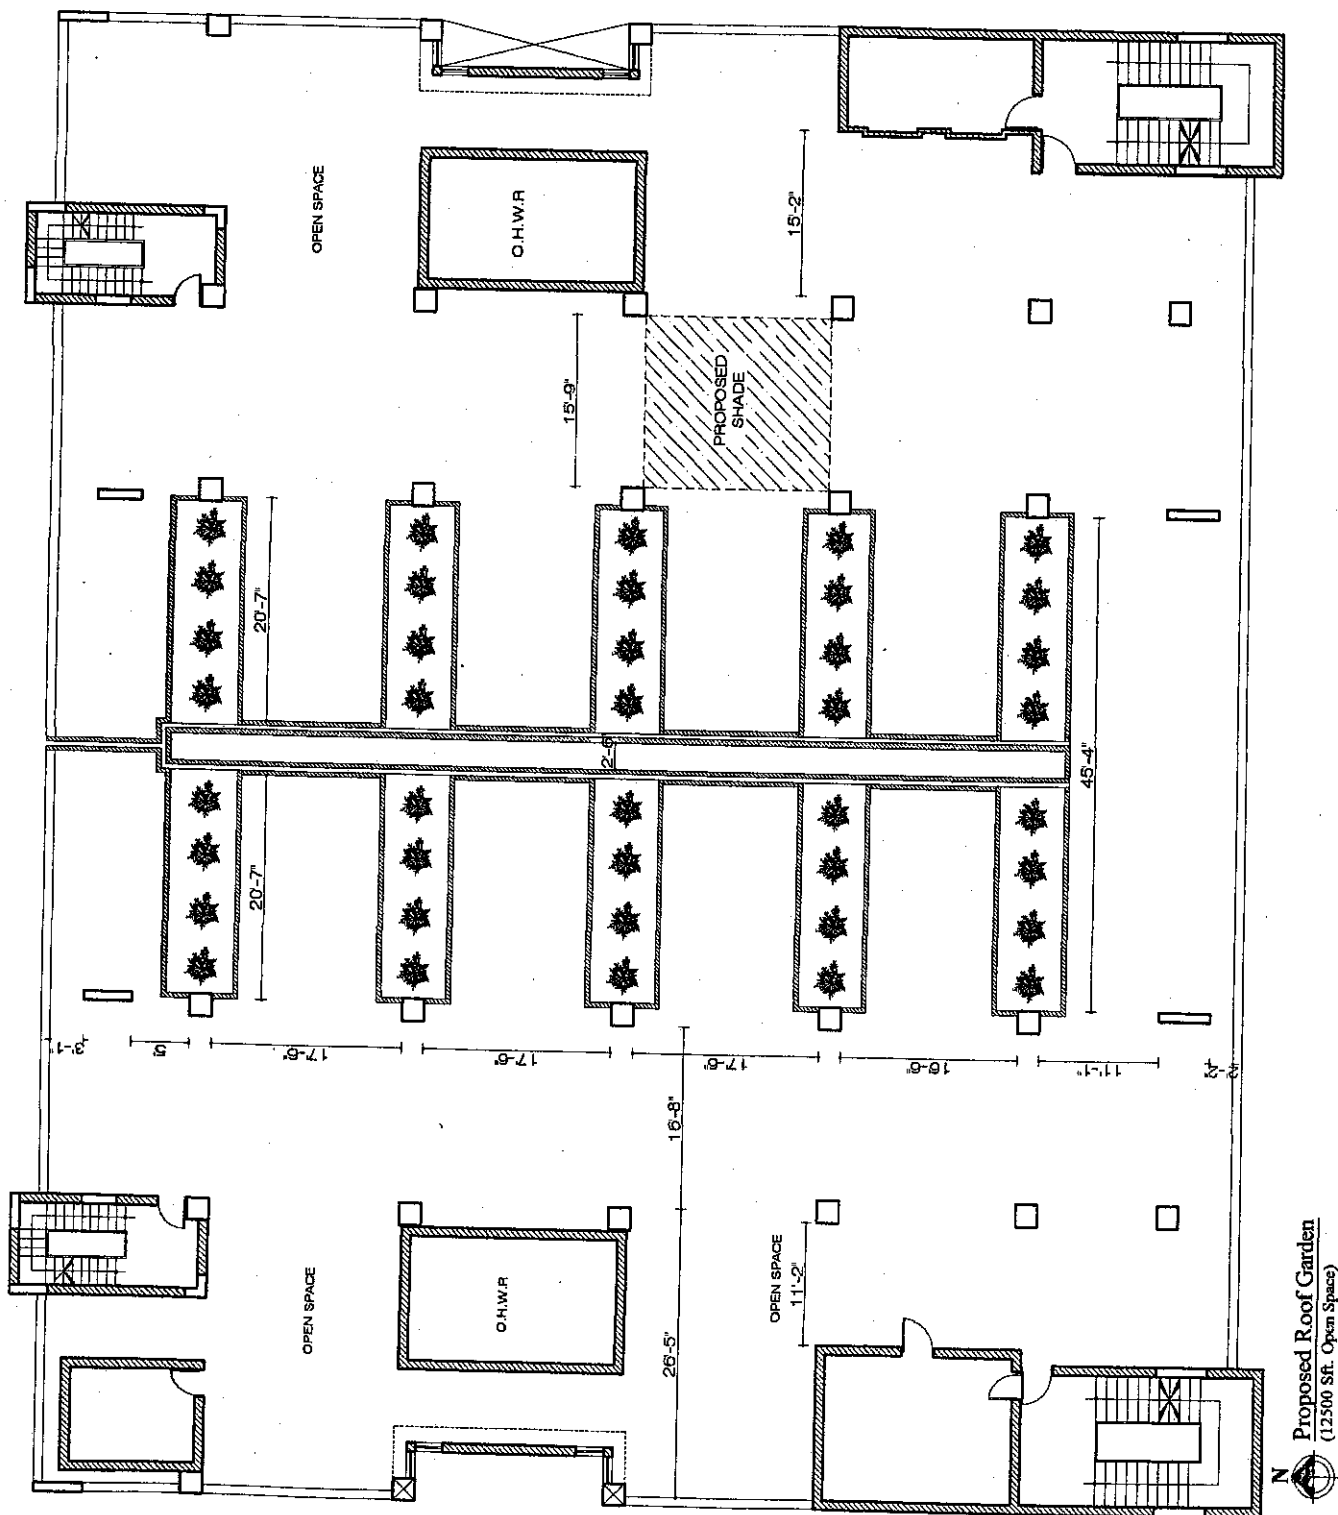 OPEN SPACE
O.H.W.R
15'-2"
15'-9"
PROPOSED
SHADE
20'-7"
2'-6"
45'-4"
20'-7"
3'-1"
5'
17'-6"
17'-6"
17'-6"
16'-6"
11'-1"
2'-2"
16'-8"
OPEN SPACE
O.H.W.R
OPEN SPACE
11'-2"
26'-5"
N
Proposed Roof Garden
(12500 Sft. Open Space)